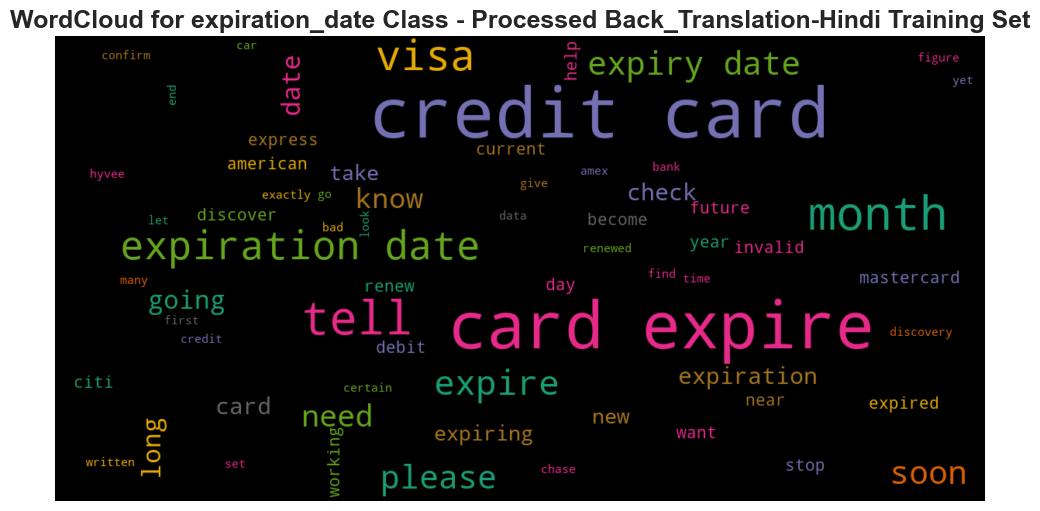 WordCloud for expiration_date Class - Processed Back_Translation-Hindi Training Set
car
confirm
visa
help
expiry date
figure
date
yet
end
credit card
express
current
american
take
bank
hyvee
amex
give
check
exactly
go
know
future
month
discover
data
become
let
look
bad
expiration date
renewed
year
invalid
many
find
time
mastercard
renew
day
going
first
tell
card expire
discovery
credit
debit
citi
certain
expire
expiration
card
near
expired
need
new
long
working
expiring
want
written
set
please
chase
stop
soon